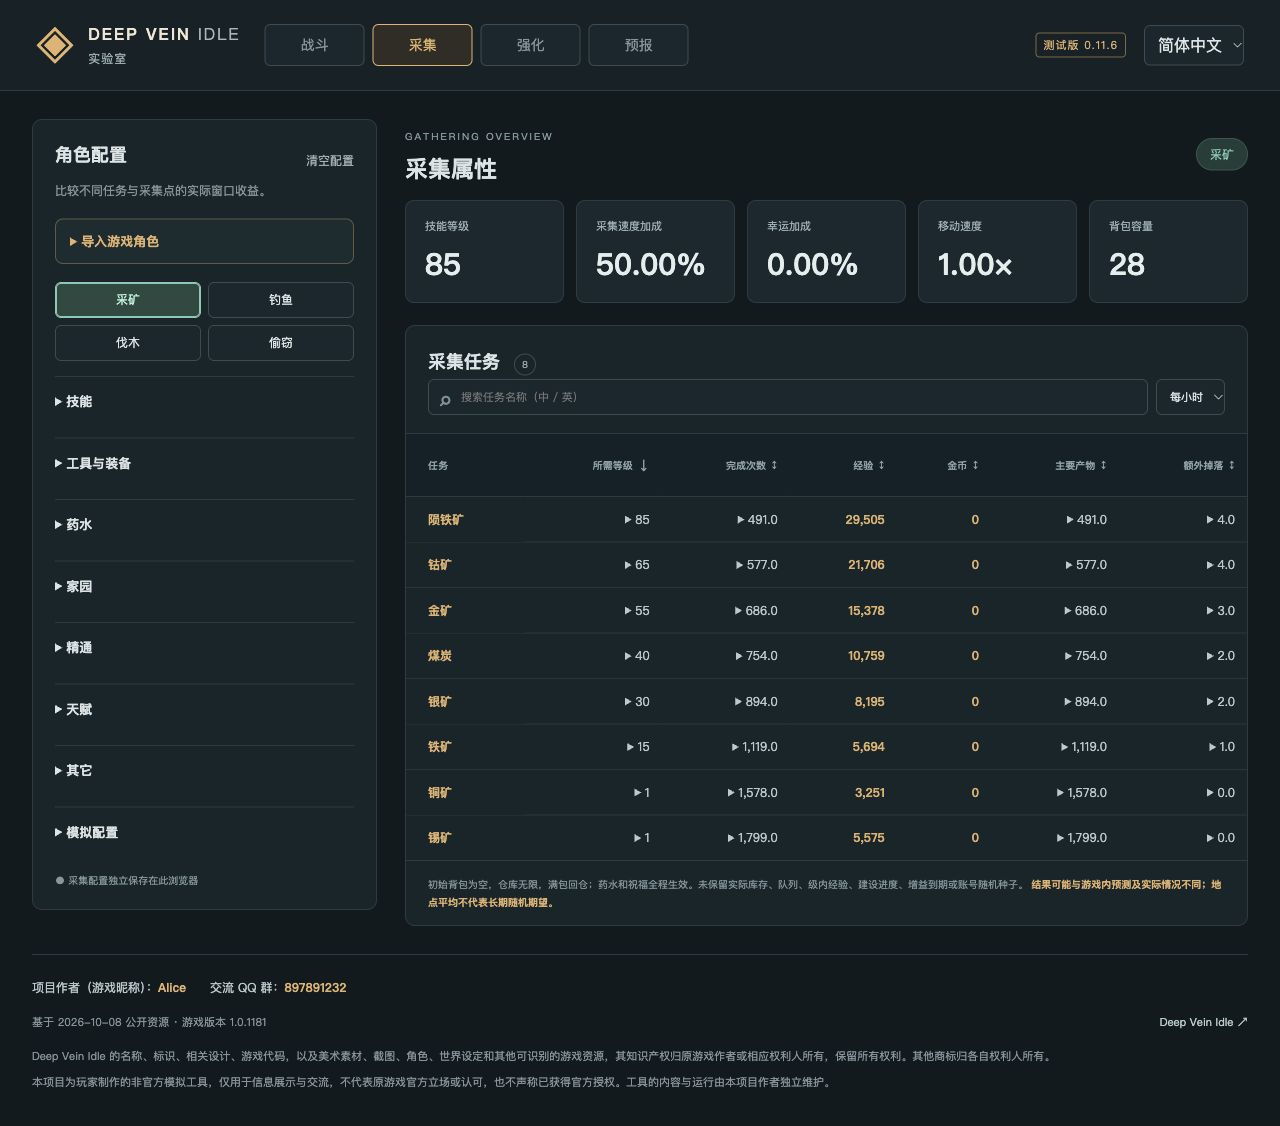 DEEP VEIN IDLE
实验室
战斗
采集
强化
预报
测试版 0.11.6
简体中文
角色配置
清空配置
比较不同任务与采集点的实际窗口收益。
▶ 导入游戏角色
采矿
钓鱼
伐木
偷窃
▶ 技能
▶ 工具与装备
▶ 药水
▶ 家园
▶ 精通
▶ 天赋
▶ 其它
▶ 模拟配置
● 采集配置独立保存在此浏览器
GATHERING OVERVIEW
采集属性
采矿
技能等级
85
采集速度加成
50.00%
幸运加成
0.00%
移动速度
1.00×
背包容量
28
采集任务 8
搜索任务名称（中 / 英）
每小时
任务 所需等级 ↓ 完成次数 ↕ 经验 ↕ 金币 ↕ 主要产物 ↕ 额外掉落 ↕
陨铁矿 ▶ 85 ▶ 491.0 29,505 0 ▶ 491.0 ▶ 4.0
钴矿 ▶ 65 ▶ 577.0 21,706 0 ▶ 577.0 ▶ 4.0
金矿 ▶ 55 ▶ 686.0 15,378 0 ▶ 686.0 ▶ 3.0
煤炭 ▶ 40 ▶ 754.0 10,759 0 ▶ 754.0 ▶ 2.0
银矿 ▶ 30 ▶ 894.0 8,195 0 ▶ 894.0 ▶ 2.0
铁矿 ▶ 15 ▶ 1,119.0 5,694 0 ▶ 1,119.0 ▶ 1.0
铜矿 ▶ 1 ▶ 1,578.0 3,251 0 ▶ 1,578.0 ▶ 0.0
锡矿 ▶ 1 ▶ 1,799.0 5,575 0 ▶ 1,799.0 ▶ 0.0
初始背包为空，仓库无限，满包回仓；药水和祝福全程生效。未保留实际库存、队列、级内经验、建设进度、增益到期或账号随机种子。 结果可能与游戏内预测及实际情况不同；地
点平均不代表长期随机期望。
项目作者（游戏昵称）：Alice 交流 QQ 群：897891232
基于 2026-10-08 公开资源 · 游戏版本 1.0.1181
Deep Vein Idle ↗
Deep Vein Idle 的名称、标识、相关设计、游戏代码，以及美术素材、截图、角色、世界设定和其他可识别的游戏资源，其知识产权归原游戏作者或相应权利人所有，保留所有权利。其他商标归各自权利人所有。
本项目为玩家制作的非官方模拟工具，仅用于信息展示与交流，不代表原游戏官方立场或认可，也不声称已获得官方授权。工具的内容与运行由本项目作者独立维护。